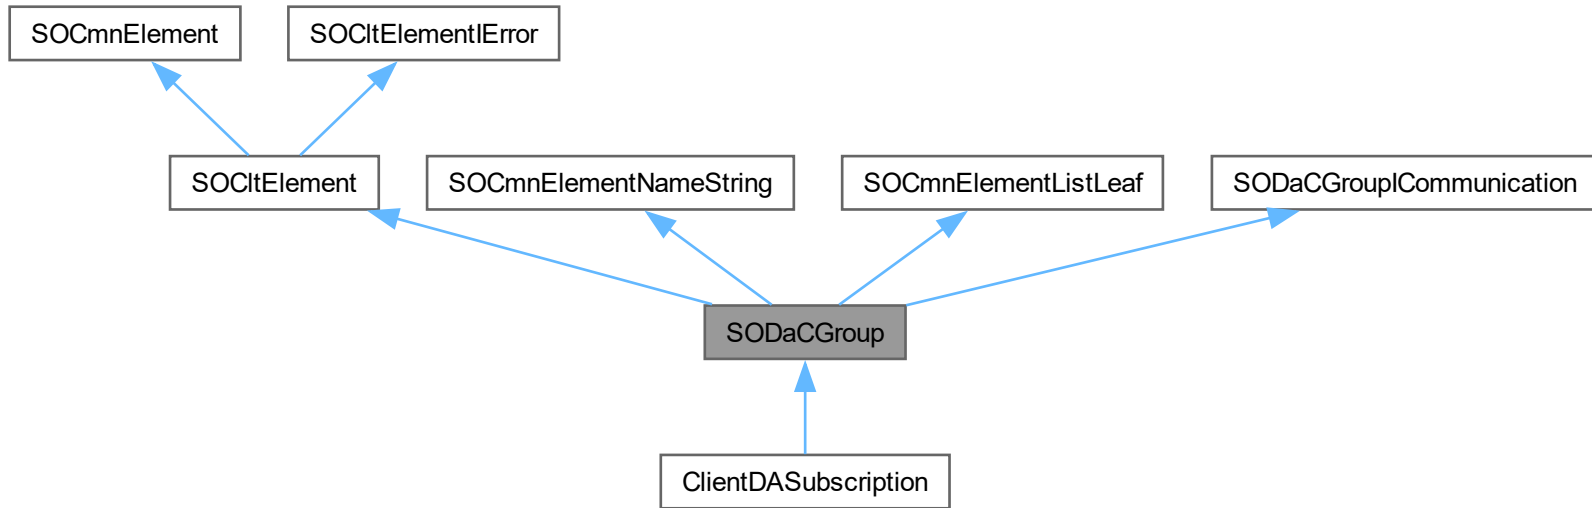 SOCmnElement
SOCltElementIError
SOCltElement
SOCmnElementNameString
SOCmnElementListLeaf
SODaCGroupICommunication
SODaCGroup
ClientDASubscription